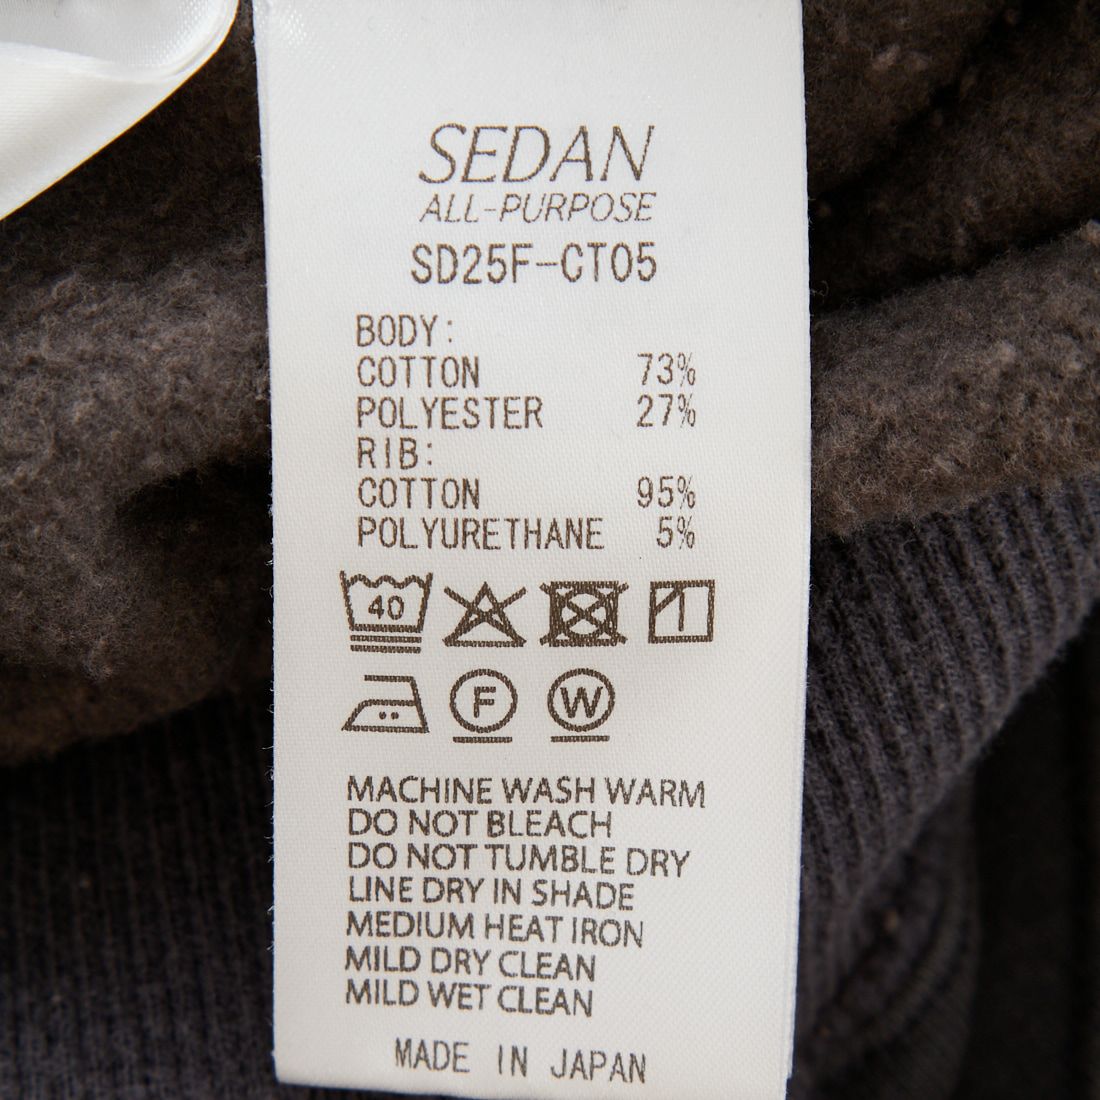 SEDAN
ALL-PURPOSE
SD25F-CT05
BODY:
COTTON 73%
POLYESTER 27%
RIB:
COTTON 95%
POLYURETHANE 5%
40
F W
MACHINE WASH WARM
DO NOT BLEACH
DO NOT TUMBLE DRY
LINE DRY IN SHADE
MEDIUM HEAT IRON
MILD DRY CLEAN
MILD WET CLEAN
MADE IN JAPAN